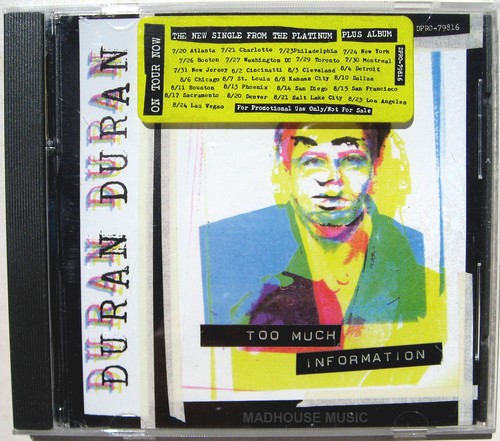 DPRO-79816
ON TOUR NOW
THE NEW SINGLE FROM THE PLATINUM PLUS ALBUM
7/20 Atlanta 7/21 Charlotte 7/23Philadelphia 7/24 New York
7/26 Boston 7/27 Washington DC 7/29 Toronto 7/30 Montreal
7/31 New Jersey 8/2 Cincinatti 8/3 Cleveland 8/4 Detroit
8/6 Chicago 8/7 St. Louis 8/8 Kansas City 8/10 Dallas
8/11 Houston 8/13 Phoenix 8/14 San Diego 8/15 San Francisco
8/17 Sacramento 8/20 Denver 8/21 Salt Lake City 8/23 Los Angeles
8/24 Las Vegas For Promotional Use Only/Not For Sale
DPRO-79816
DURAN DURAN
TOO MUCH
INFORMATION
MADHOUSE MUSIC